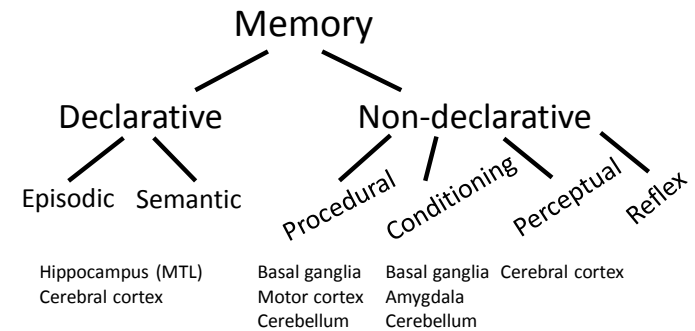 Memory
Declarative
Non-declarative
Episodic
Semantic
Procedural
Conditioning
Perceptual
Reflex
Hippocampus (MTL)
Cerebral cortex
Basal ganglia
Motor cortex
Cerebellum
Basal ganglia
Amygdala
Cerebellum
Cerebral cortex